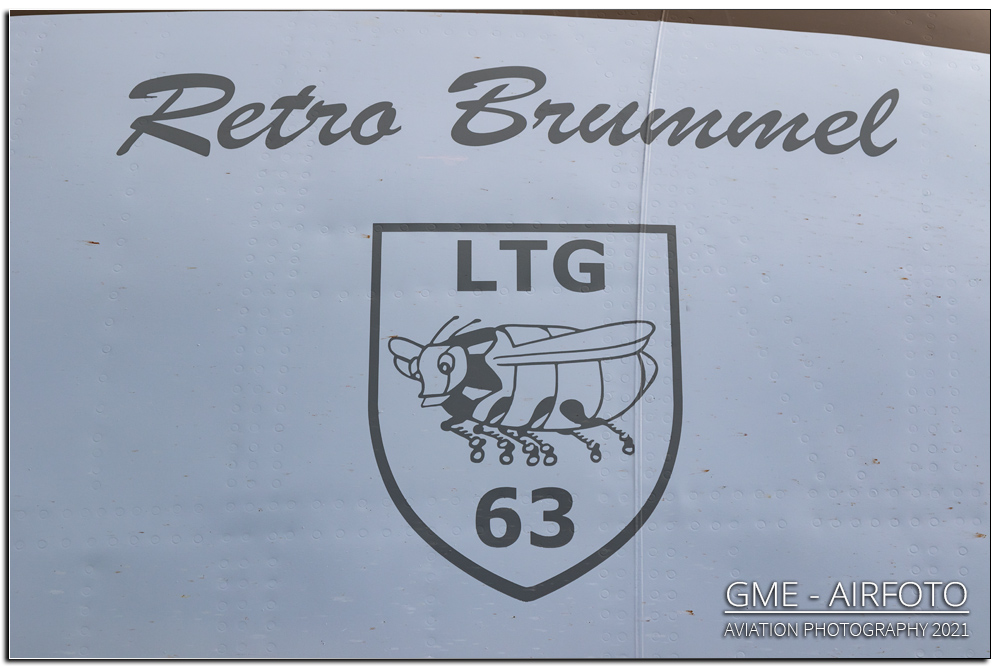 Retro Brummel
LTG
63
GME - AIRFOTO
AVIATION PHOTOGRAPHY 2021